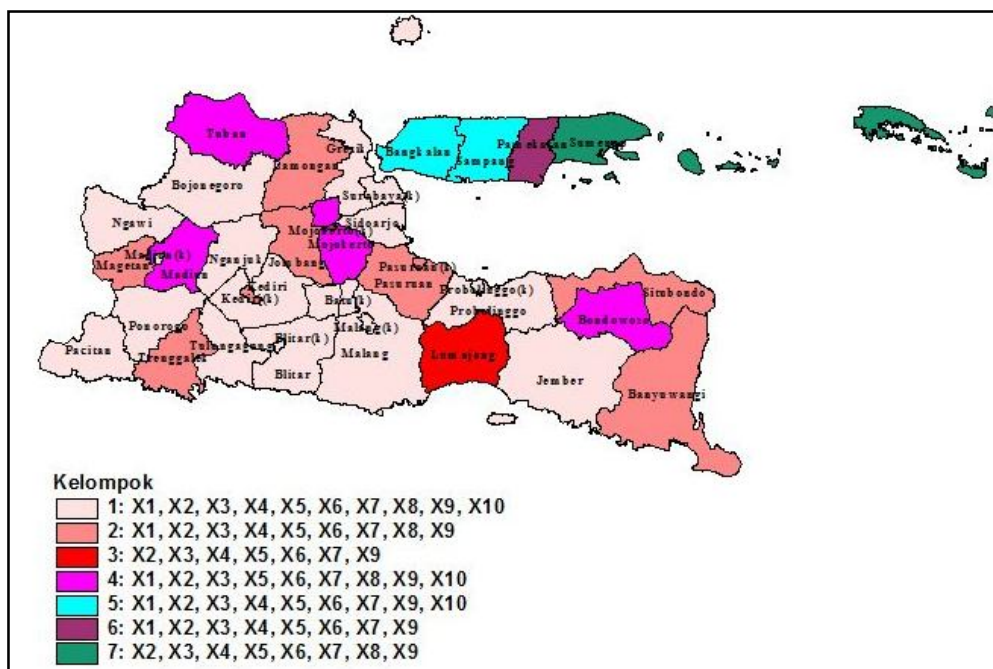 Tuban
Gresik
Lamongan
Bangkalan
Sampang
Pamekasan
Sumenep
Bojonegoro
Surabaya(k)
Ngawi
Sidoarjo
Mojokerto(k)
Mojokerto
Madiun(k)
Magetan
Madiun
Nganjuk
Jombang
Pasuruan(k)
Pasuruan
Kediri
Kediri(k)
Batu(k)
Probolinggo(k)
Probolinggo
Situbondo
Bondowoso
Ponorogo
Malang(k)
Blitar(k)
Tulungagung
Pacitan
Trenggalek
Malang
Lumajang
Blitar
Jember
Banyuwangi
Kelompok
1: X1, X2, X3, X4, X5, X6, X7, X8, X9, X10
2: X1, X2, X3, X4, X5, X6, X7, X8, X9
3: X2, X3, X4, X5, X6, X7, X9
4: X1, X2, X3, X5, X6, X7, X8, X9, X10
5: X1, X2, X3, X4, X5, X6, X7, X9, X10
6: X1, X2, X3, X4, X5, X6, X7, X9
7: X2, X3, X4, X5, X6, X7, X8, X9